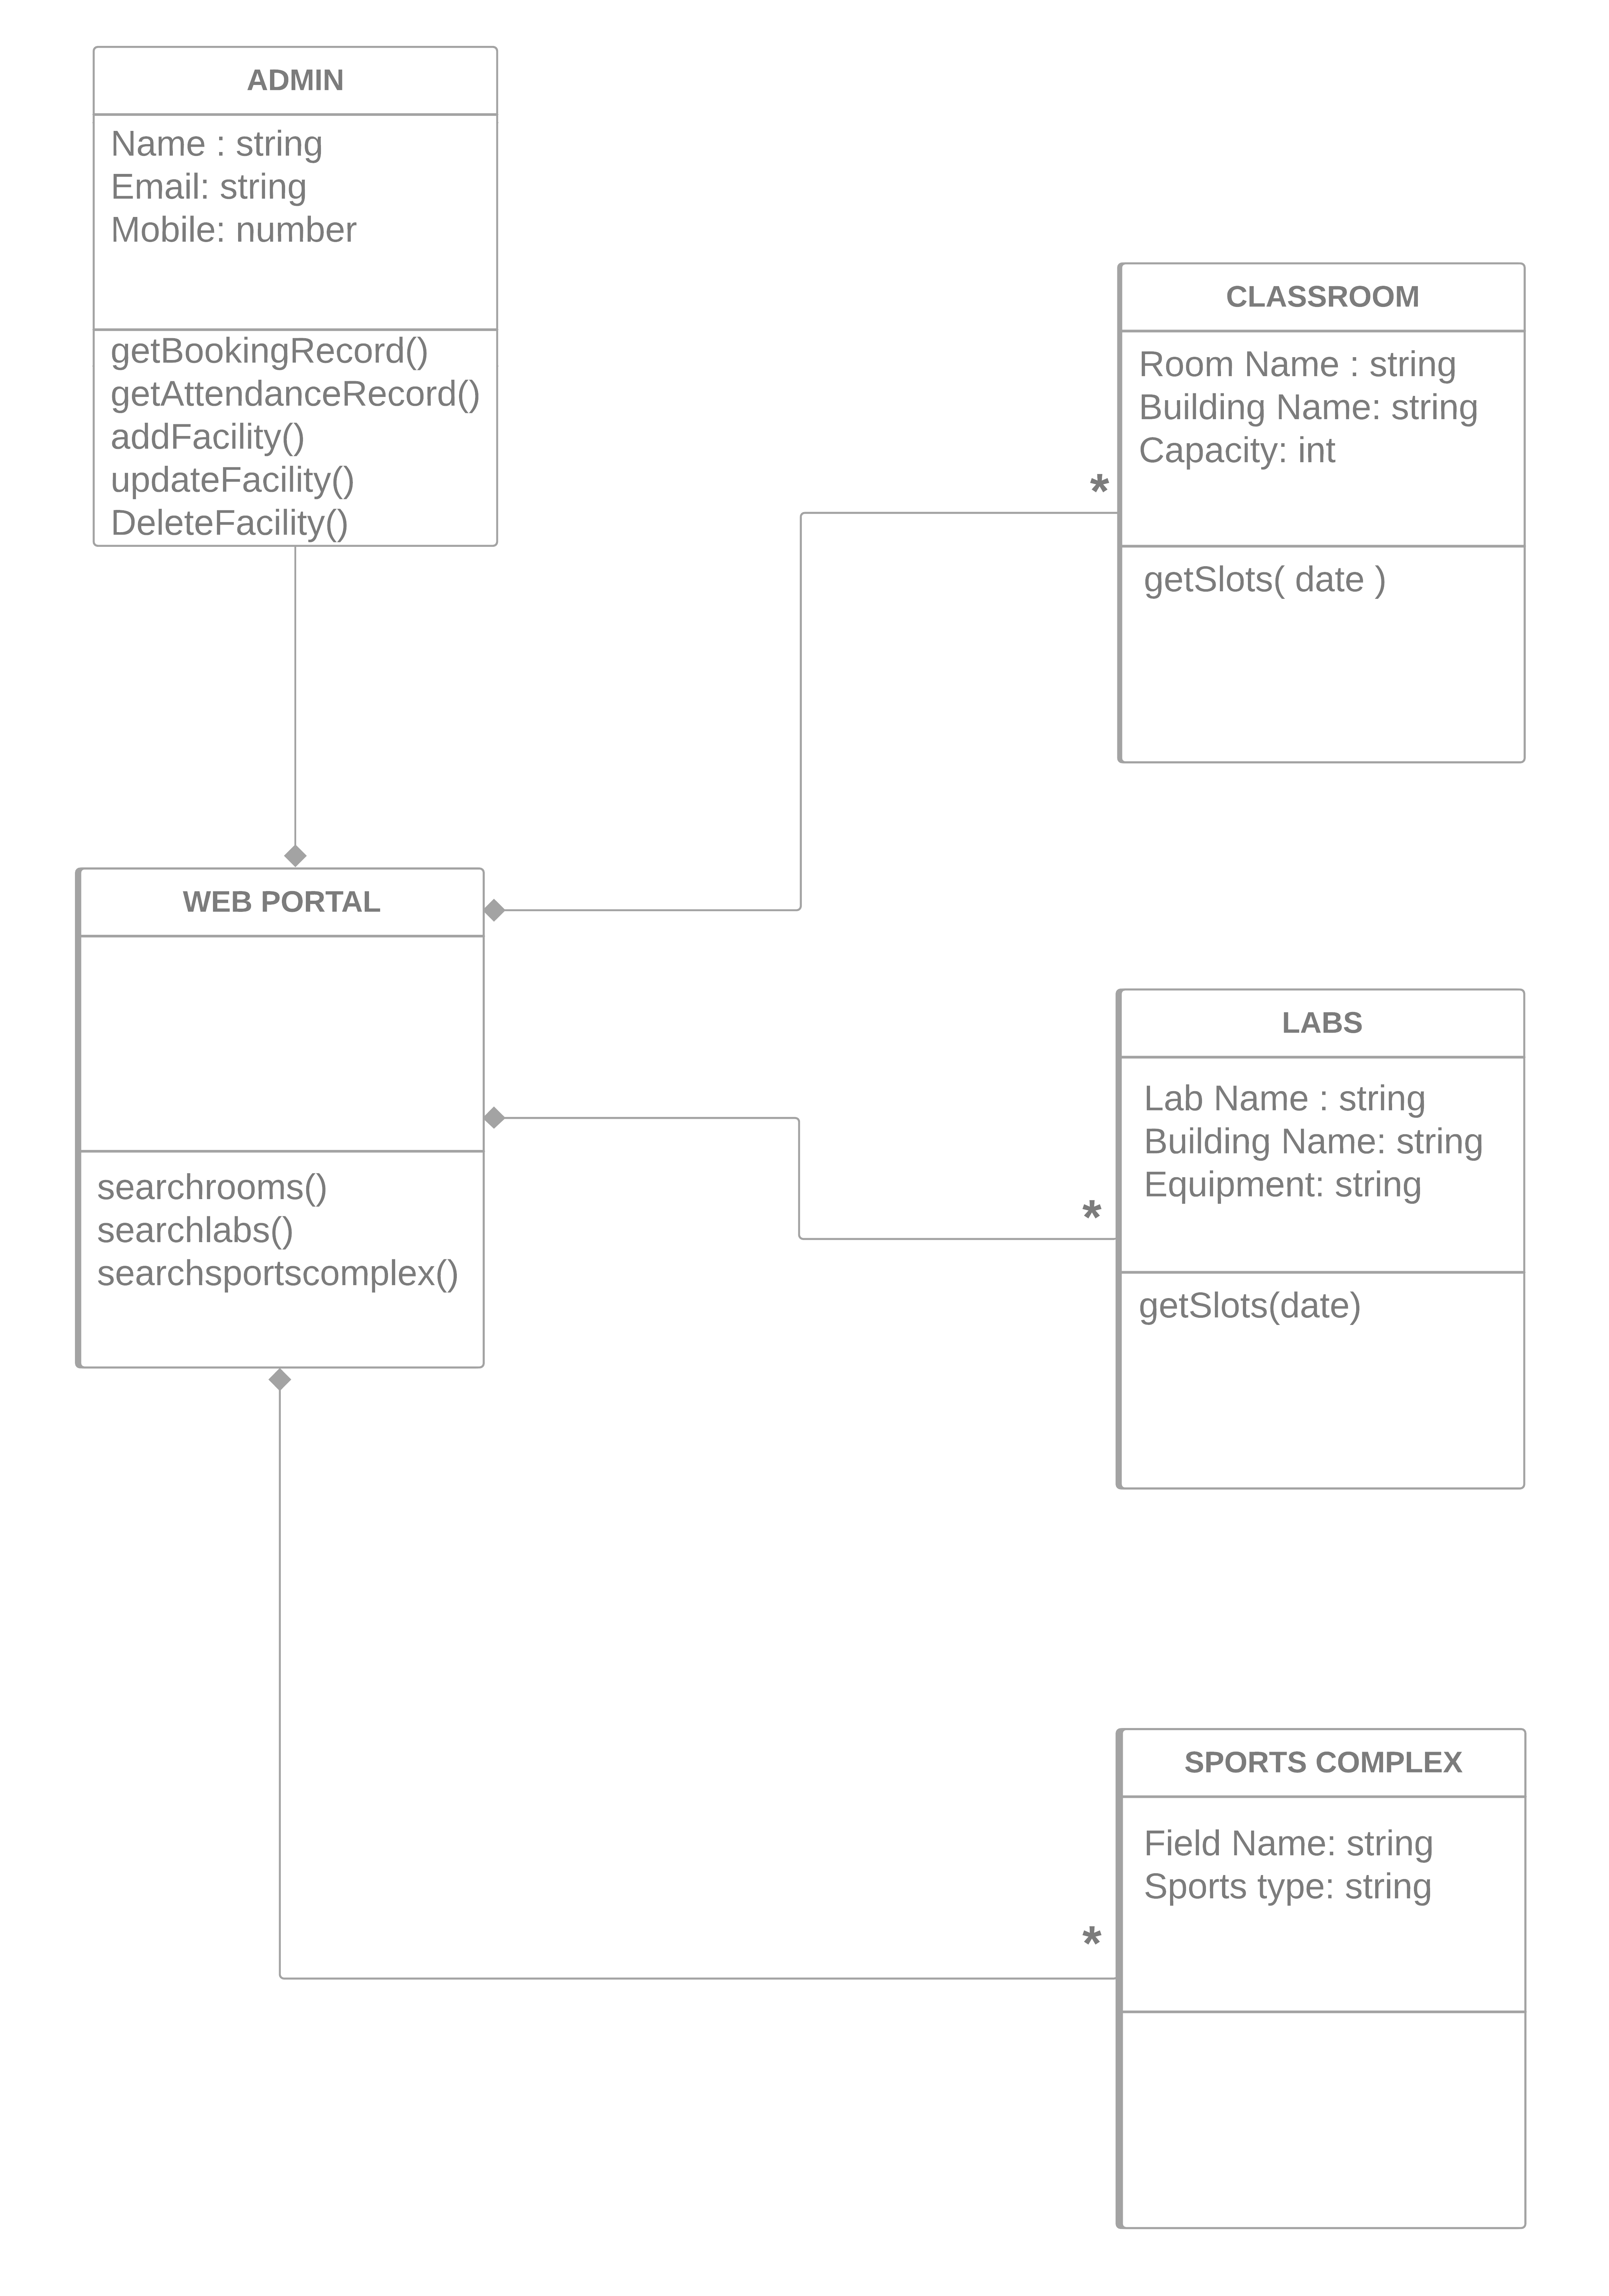 ADMIN
Name : string
Email: string
Mobile: number
getBookingRecord()
getAttendanceRecord()
addFacility()
updateFacility()
DeleteFacility()
CLASSROOM
Room Name : string
Building Name: string
Capacity: int
*
getSlots( date )
WEB PORTAL
searchrooms()
searchlabs()
searchsportscomplex()
LABS
Lab Name : string
Building Name: string
Equipment: string
*
getSlots(date)
SPORTS COMPLEX
Field Name: string
Sports type: string
*